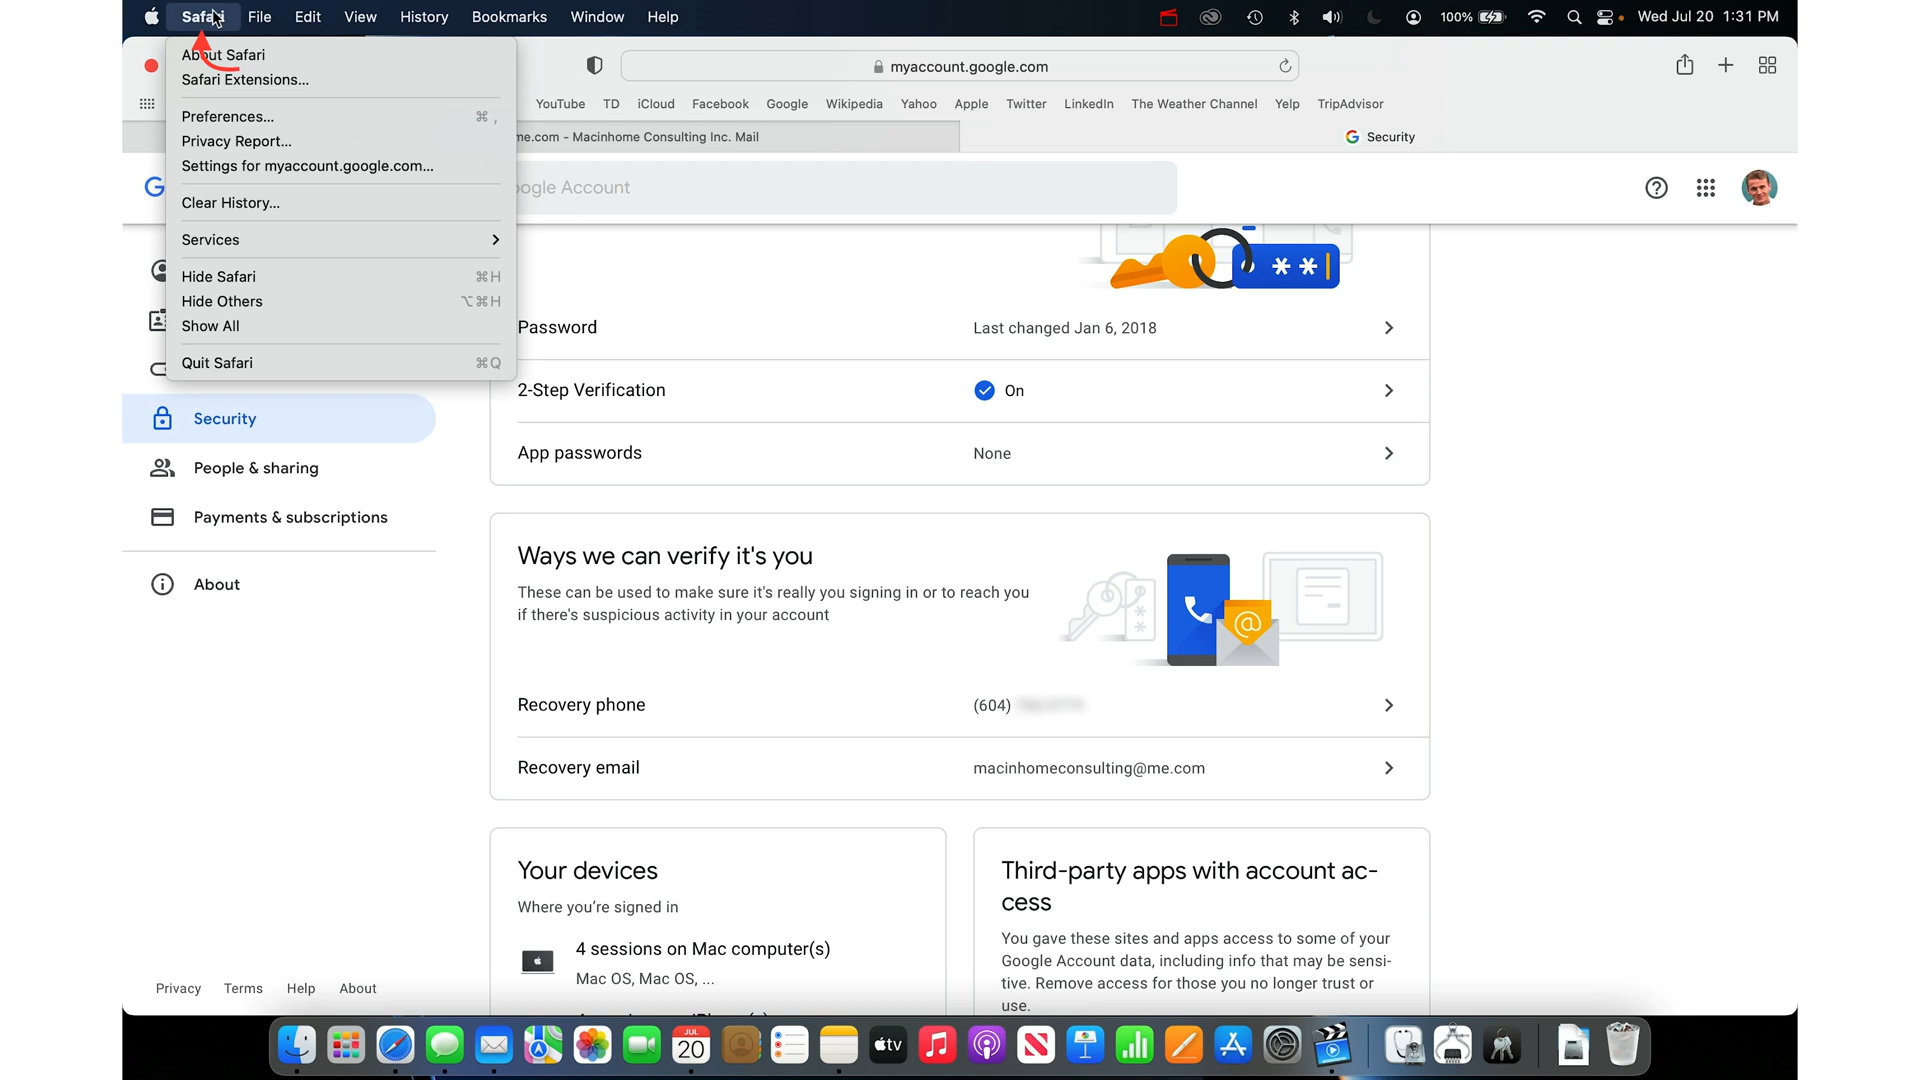 Safari File Edit View History Bookmarks Window Help 100% Wed Jul 20 1:31 PM
About Safari
Safari Extensions...
Preferences... ⌘ ,
Privacy Report...
Settings for myaccount.google.com...
Clear History...
Services
Hide Safari ⌘H
Hide Others ⌥⌘H
Show All
Quit Safari ⌘Q
myaccount.google.com
YouTube TD iCloud Facebook Google Wikipedia Yahoo Apple Twitter LinkedIn The Weather Channel Yelp TripAdvisor
me.com - Macinhome Consulting Inc. Mail
G Security
G
Account
Password Last changed Jan 6, 2018
2-Step Verification On
App passwords None
Security
People & sharing
Payments & subscriptions
About
Ways we can verify it's you
These can be used to make sure it's really you signing in or to reach you
if there's suspicious activity in your account
Recovery phone (604)
Recovery email macinhomeconsulting@me.com
Your devices
Where you're signed in
4 sessions on Mac computer(s)
Mac OS, Mac OS, ...
Third-party apps with account ac-
cess
You gave these sites and apps access to some of your
Google Account data, including info that may be sensi-
tive. Remove access for those you no longer trust or
use.
Privacy Terms Help About
JUL
20
tv